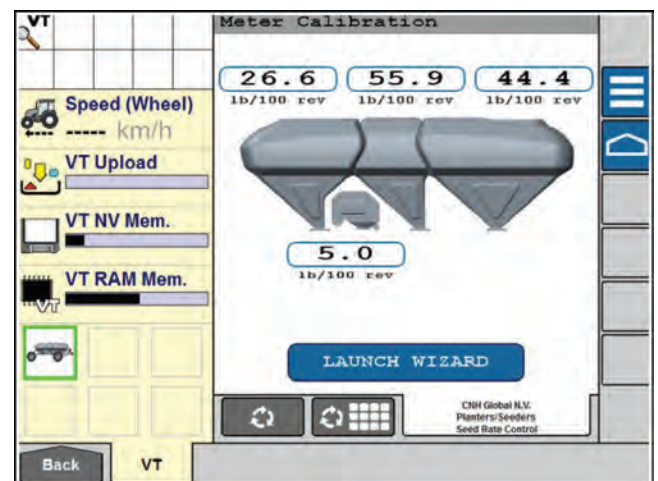 VT
Meter Calibration
26.6 55.9 44.4
lb/100 rev lb/100 rev lb/100 rev
Speed (Wheel)
----- km/h
VT Upload
VT NV Mem.
5.0
lb/100 rev
VT RAM Mem.
VT
LAUNCH WIZARD
CNH Global N.V.
Planters/Seeders
Seed Rate Control
Back VT